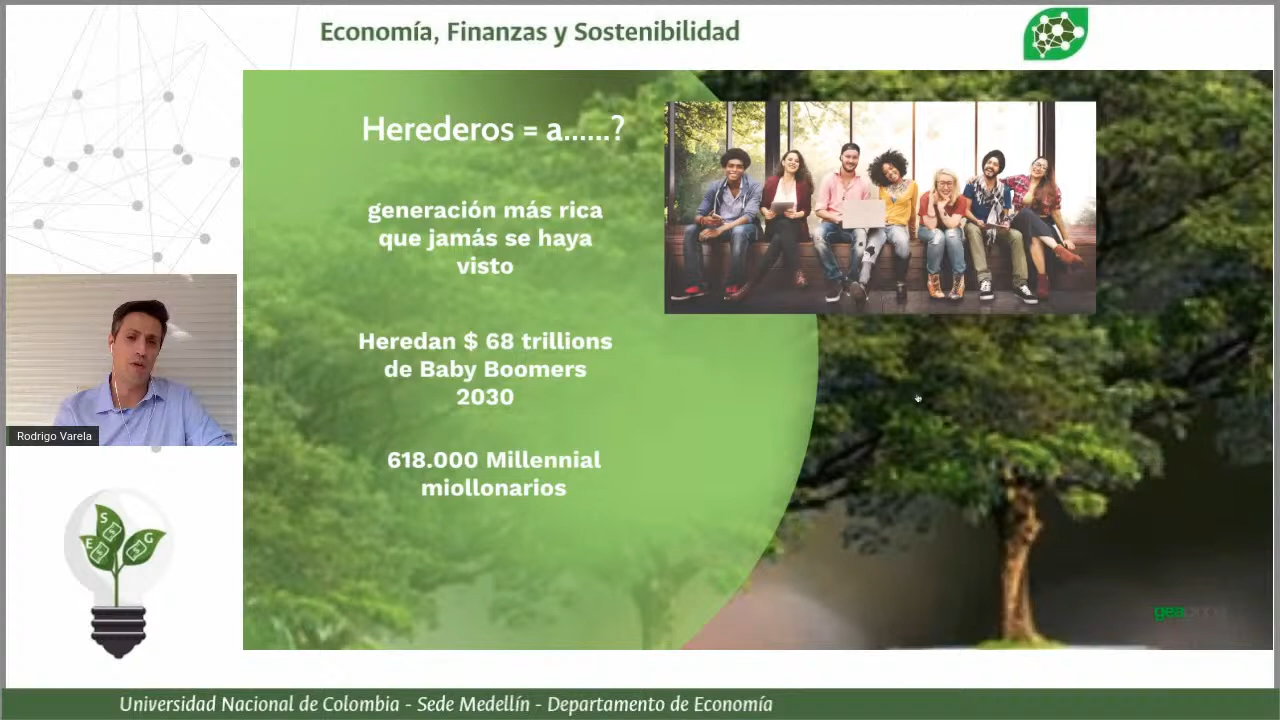 Economía, Finanzas y Sostenibilidad
Herederos = a......?
generación más rica
que jamás se haya
visto
Heredan $ 68 trillions
de Baby Boomers
2030
618.000 Millennial
miollonarios
Rodrigo Varela
S
E
G
gea
Universidad Nacional de Colombia - Sede Medellín - Departamento de Economía